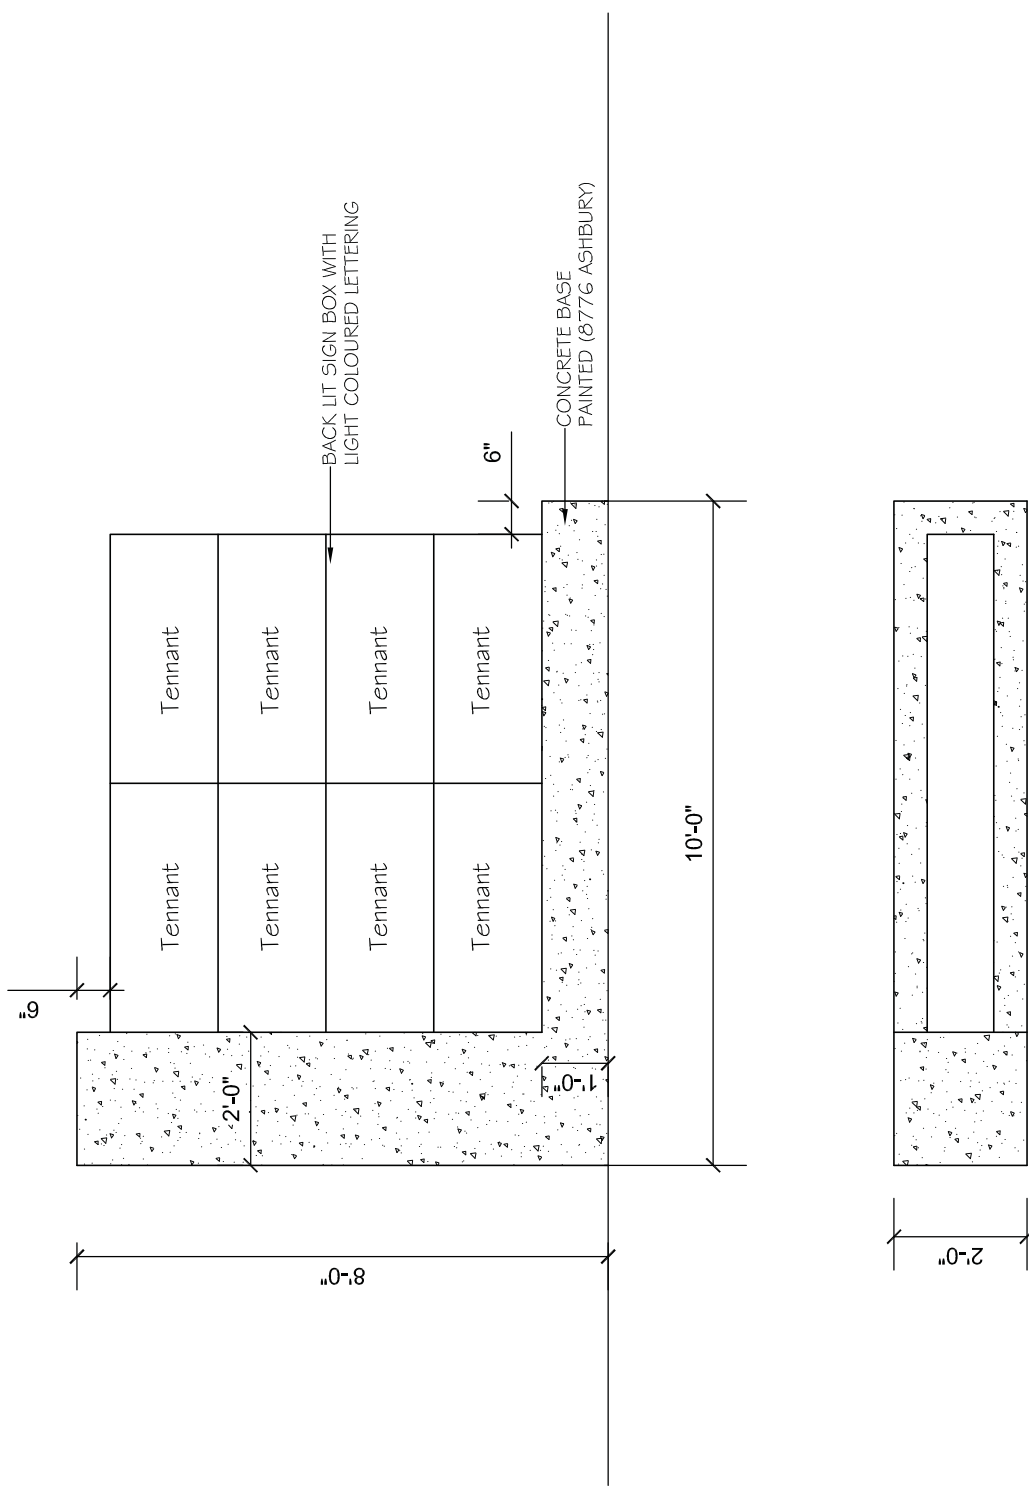 6"
Tennant
Tennant
Tennant
Tennant
Tennant
Tennant
Tennant
Tennant
BACK LIT SIGN BOX WITH
LIGHT COLOURED LETTERING
2'-0"
8'-0"
6"
1'-0"
CONCRETE BASE
PAINTED (8776 ASHBURY)
10'-0"
2'-0"